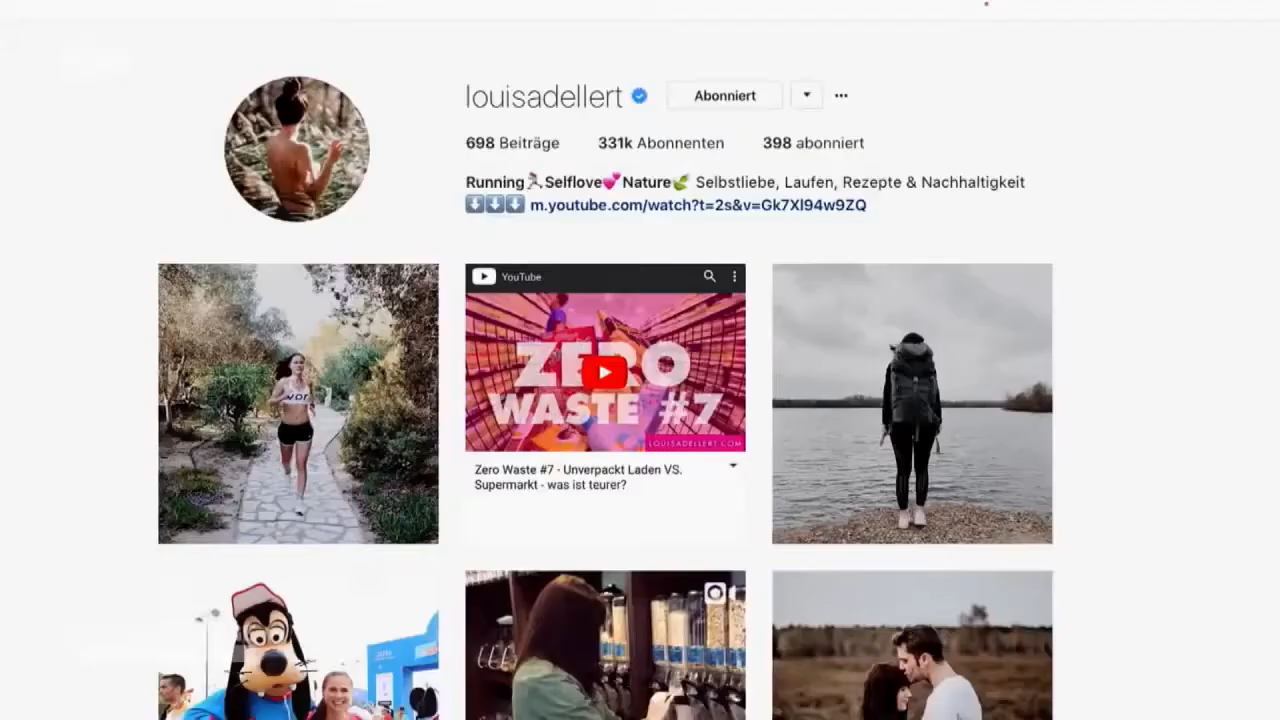 louisadellert Abonniert
698 Beiträge 331k Abonnenten 398 abonniert
Running🏃🏻‍♀️Selflove💕Nature🌿 Selbstliebe, Laufen, Rezepte & Nachhaltigkeit
⬇️⬇️⬇️ m.youtube.com/watch?t=2s&v=Gk7Xl94w9ZQ
YouTube
ZERO
WASTE #7
LOUISADELLERT.COM
Zero Waste #7 - Unverpackt Laden VS.
Supermarkt - was ist teurer?